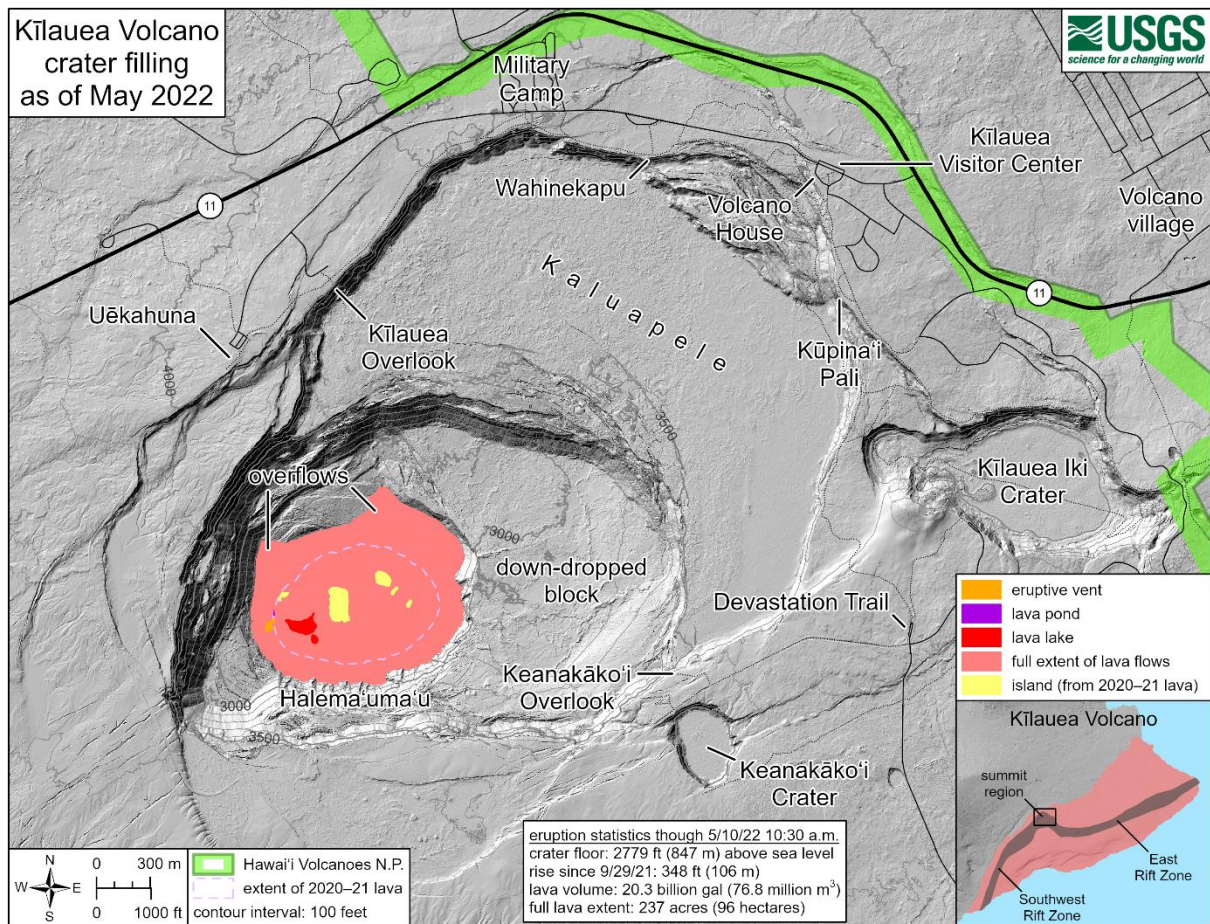 Kīlauea Volcano
crater filling
as of May 2022
USGS
science for a changing world
Military
Camp
Kīlauea
Visitor Center
Wahinekapu
Volcano
House
Volcano
village
11
11
Uēkahuna
Kīlauea
Overlook
Kaluapele
Kūpinaʻi
Pali
4000
3500
overflows
Kīlauea Iki
Crater
3000
down-dropped
block
Devastation Trail
Keanakākoʻi
Overlook
Halemaʻumaʻu
3000
3500
Keanakākoʻi
Crater
eruptive vent
lava pond
lava lake
full extent of lava flows
island (from 2020–21 lava)
Kīlauea Volcano
summit
region
East
Rift Zone
Southwest
Rift Zone
N
W
E
S
0 300 m
0 1000 ft
Hawaiʻi Volcanoes N.P.
extent of 2020–21 lava
contour interval: 100 feet
eruption statistics though 5/10/22 10:30 a.m.
crater floor: 2779 ft (847 m) above sea level
rise since 9/29/21: 348 ft (106 m)
lava volume: 20.3 billion gal (76.8 million m³)
full lava extent: 237 acres (96 hectares)